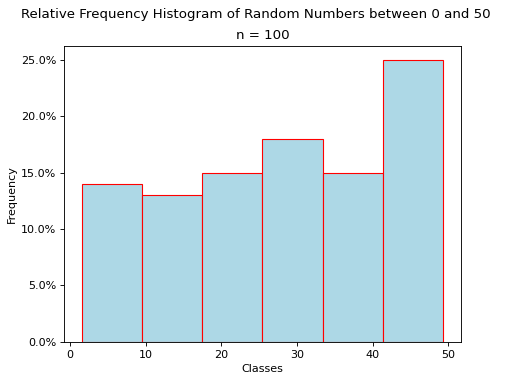 Relative Frequency Histogram of Random Numbers between 0 and 50
n = 100
25.0%
20.0%
15.0%
10.0%
5.0%
0.0%
Frequency
0 10 20 30 40 50
Classes